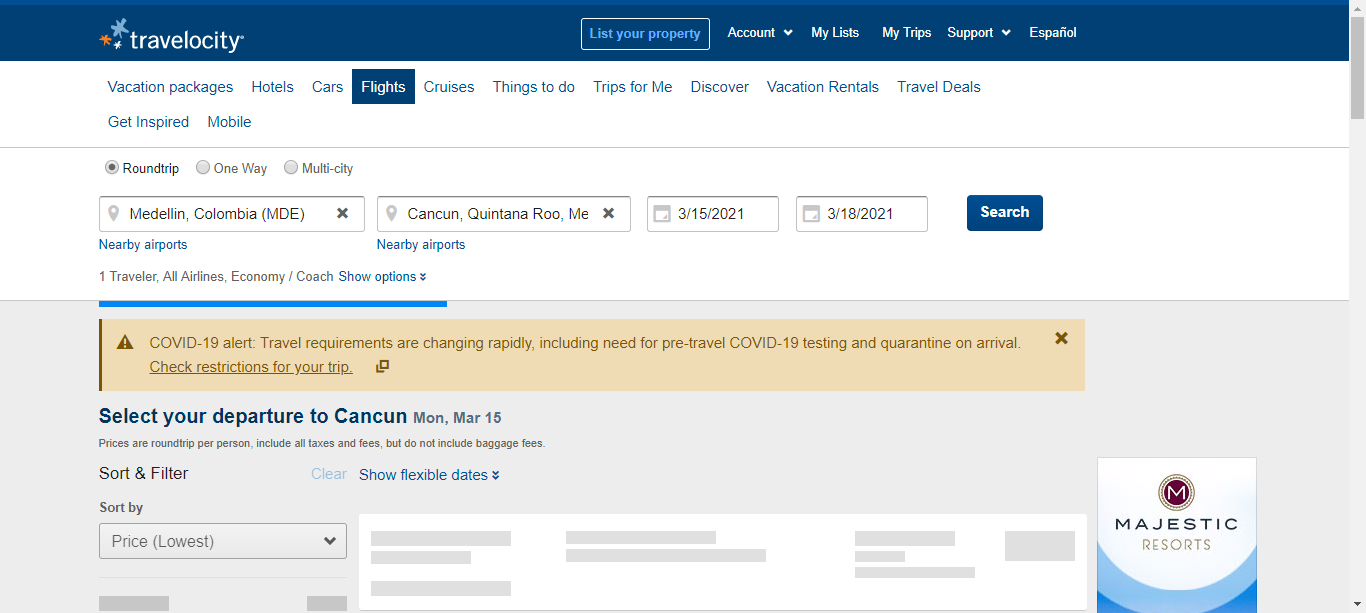 travelocity
List your property
Account
My Lists
My Trips
Support
Español
Vacation packages
Hotels
Cars
Flights
Cruises
Things to do
Trips for Me
Discover
Vacation Rentals
Travel Deals
Get Inspired
Mobile
Roundtrip
One Way
Multi-city
Medellin, Colombia (MDE)
Cancun, Quintana Roo, Me
3/15/2021
3/18/2021
Search
Nearby airports
Nearby airports
1 Traveler, All Airlines, Economy / Coach Show options
COVID-19 alert: Travel requirements are changing rapidly, including need for pre-travel COVID-19 testing and quarantine on arrival.
Check restrictions for your trip.
Select your departure to Cancun Mon, Mar 15
Prices are roundtrip per person, include all taxes and fees, but do not include baggage fees.
Sort & Filter
Clear
Show flexible dates
Sort by
Price (Lowest)
M
MAJESTIC
RESORTS